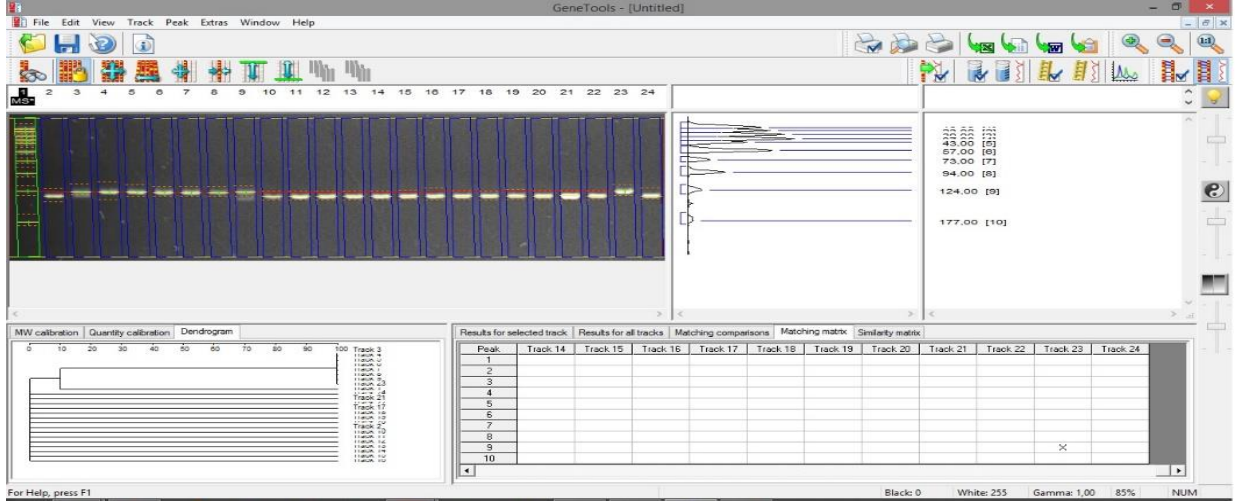 GeneTools - [Untitled]
File Edit View Track Peak Extras Window Help
1 2 3 4 5 6 7 8 9 10 11 12 13 14 15 16 17 18 19 20 21 22 23 24
MS*
43.00 [5]
57.00 [6]
73.00 [7]
94.00 [8]
124.00 [9]
177.00 [10]
MW calibration Quantity calibration Dendrogram
0 10 20 30 40 50 60 70 80 90 100
Track 3
Track 21
Track 17
Track 2
Results for selected track Results for all tracks Matching comparisons Matching matrix Similarity matrix
Peak Track 14 Track 15 Track 16 Track 17 Track 18 Track 19 Track 20 Track 21 Track 22 Track 23 Track 24
1
2
3
4
5
6
7
8
9 X
10
For Help, press F1
Black: 0 White: 255 Gamma: 1,00 85% NUM